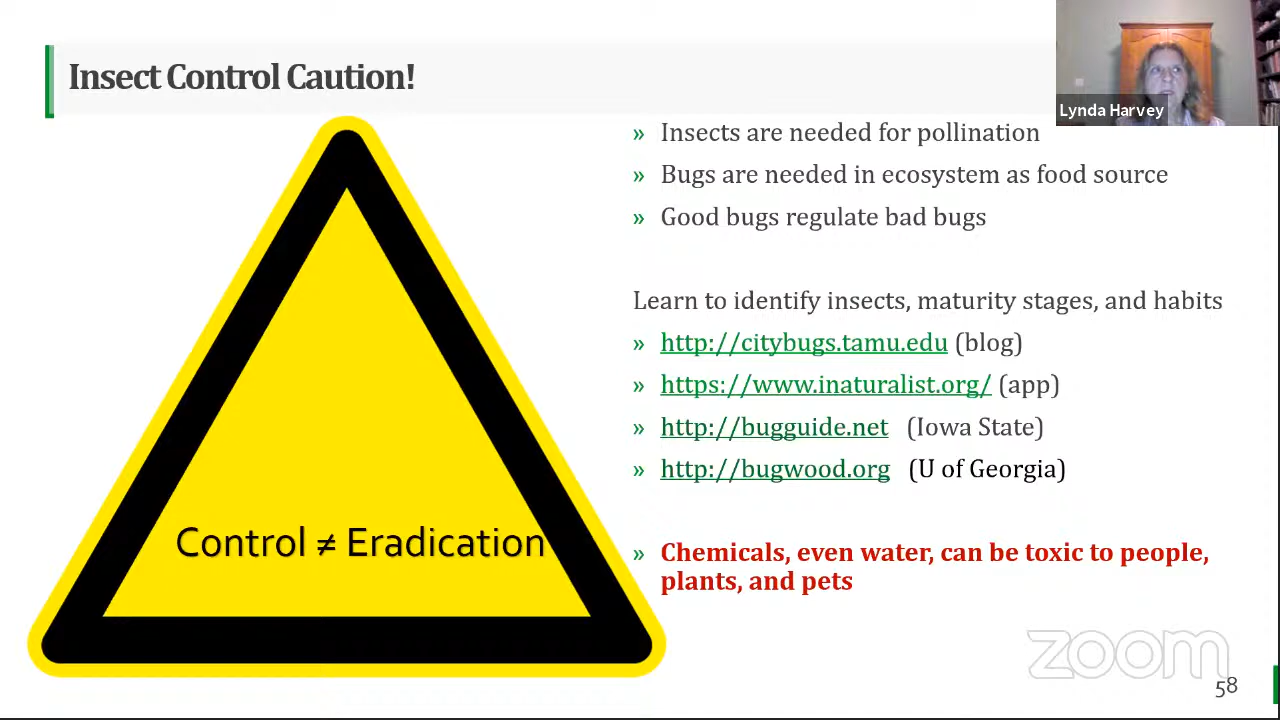 Insect Control Caution!
Lynda Harvey
» Insects are needed for pollination
» Bugs are needed in ecosystem as food source
» Good bugs regulate bad bugs
Learn to identify insects, maturity stages, and habits
» http://citybugs.tamu.edu (blog)
» https://www.inaturalist.org/ (app)
» http://bugguide.net (Iowa State)
» http://bugwood.org (U of Georgia)
Control ≠ Eradication
» Chemicals, even water, can be toxic to people,
plants, and pets
zoom
58